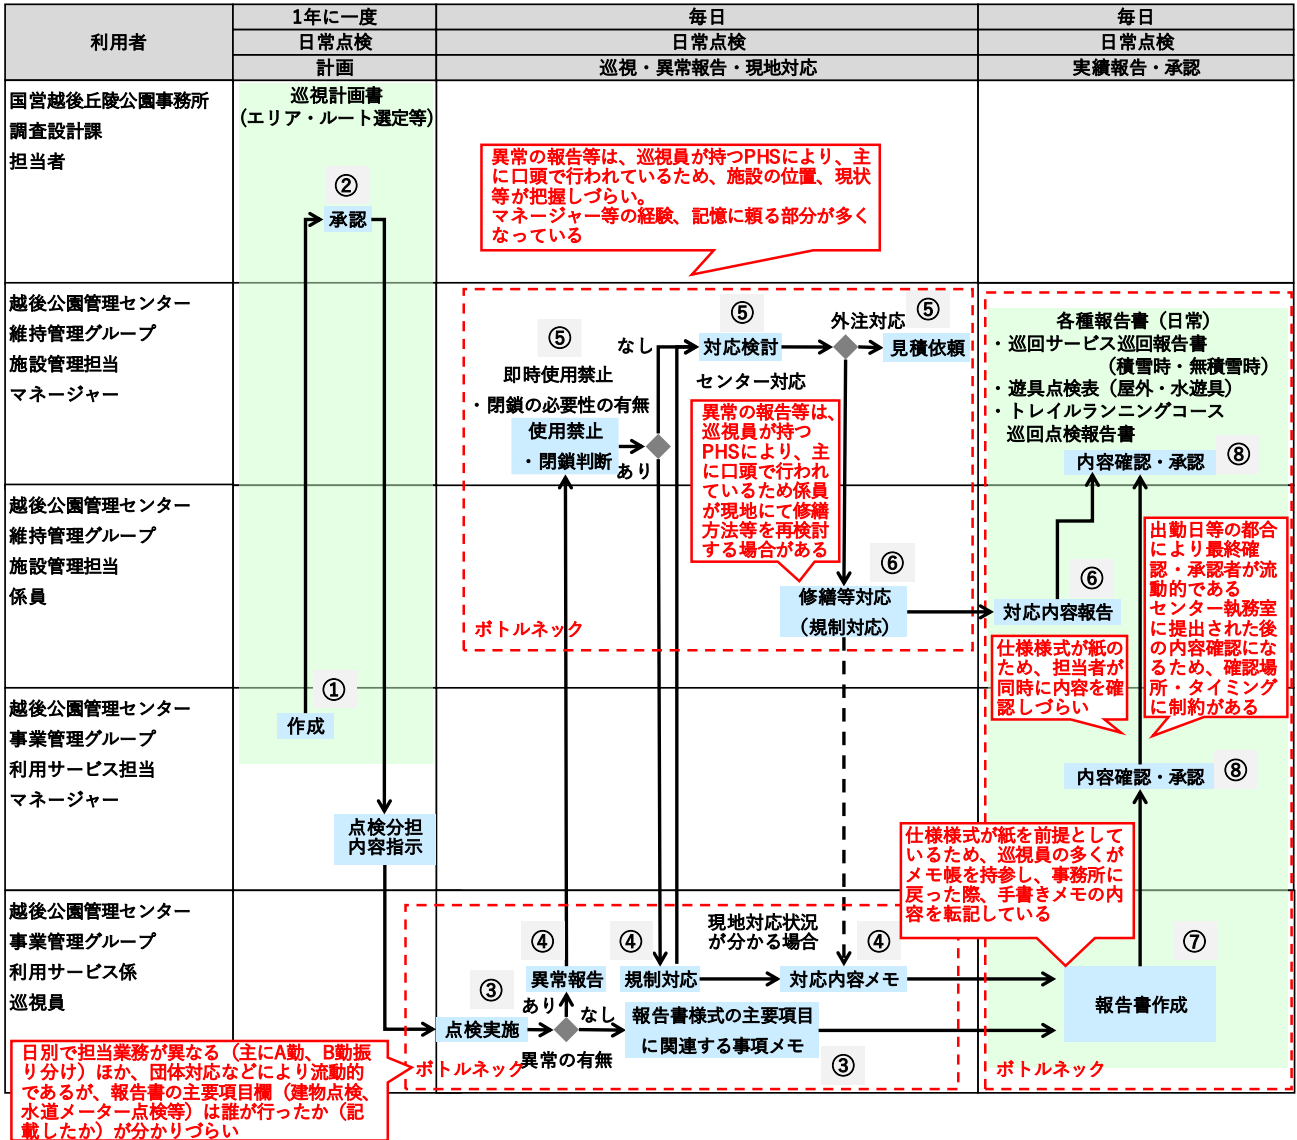 利用者
1年に一度
毎日
毎日
日常点検
日常点検
日常点検
計画
巡視・異常報告・現地対応
実績報告・承認
国営越後丘陵公園事務所
調査設計課
担当者
巡視計画書
(エリア・ルート選定等)
②
承認
異常の報告等は、巡視員が持つPHSにより、主
に口頭で行われているため、施設の位置、現状
等が把握しづらい。
マネージャー等の経験、記憶に頼る部分が多く
なっている
越後公園管理センター
維持管理グループ
施設管理担当
マネージャー
⑤
即時使用禁止
・閉鎖の必要性の有無
使用禁止
・閉鎖判断
なし
あり
⑤
対応検討
センター対応
外注対応
⑤
見積依頼
異常の報告等は、
巡視員が持つ
PHSにより、主
に口頭で行われ
ているため係員
が現地にて修繕
方法等を再検討
する場合がある
各種報告書（日常）
・巡回サービス巡回報告書
（積雪時・無積雪時）
・遊具点検表（屋外・水遊具）
・トレイルランニングコース
巡回点検報告書
⑧
内容確認・承認
越後公園管理センター
維持管理グループ
施設管理担当
係員
ボトルネック
⑥
修繕等対応
（規制対応）
⑥
対応内容報告
仕様様式が紙の
ため、担当者が
同時に内容を確
認しづらい
出勤日等の都合
により最終確
認・承認者が流
動的である
センター執務室
に提出された後
の内容確認にな
るため、確認場
所・タイミング
に制約がある
越後公園管理センター
事業管理グループ
利用サービス担当
マネージャー
①
作成
点検分担
内容指示
⑧
内容確認・承認
仕様様式が紙を前提として
いるため、巡視員の多くが
メモ帳を持参し、事務所に
戻った際、手書きメモの内
容を転記している
越後公園管理センター
事業管理グループ
利用サービス係
巡視員
③
点検実施
④
異常報告
あり
なし
異常の有無
④
規制対応
現地対応状況
が分かる場合
④
対応内容メモ
報告書様式の主要項目
に関連する事項メモ
③
⑦
報告書作成
ボトルネック
ボトルネック
日別で担当業務が異なる（主にA勤、B勤振
り分け）ほか、団体対応などにより流動的
であるが、報告書の主要項目欄（建物点検、
水道メーター点検等）は誰が行ったか（記
載したか）が分かりづらい